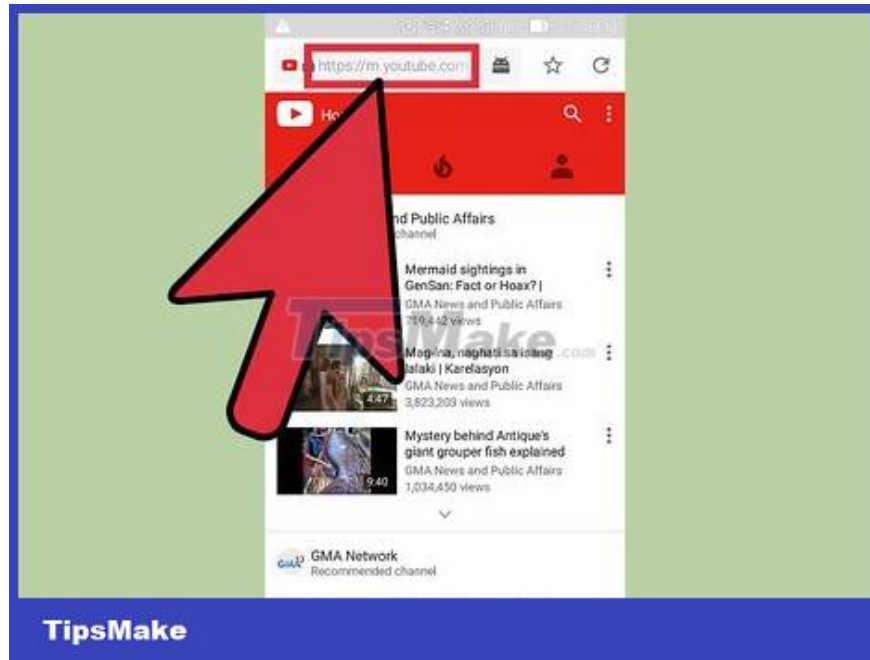 https://m.youtube.com
Ho
nd Public Affairs
channel
Mermaid sightings in
GenSan: Fact or Hoax? |
GMA News and Public Affairs
719,442 views
TipsMake.com
Mag-ina, naghati sa isang
lalaki | Karelasyon
GMA News and Public Affairs
4:47
3,823,203 views
Mystery behind Antique's
giant grouper fish explained
GMA News and Public Affairs
9:40
1,034,450 views
GMA Network
Recommended channel
TipsMake